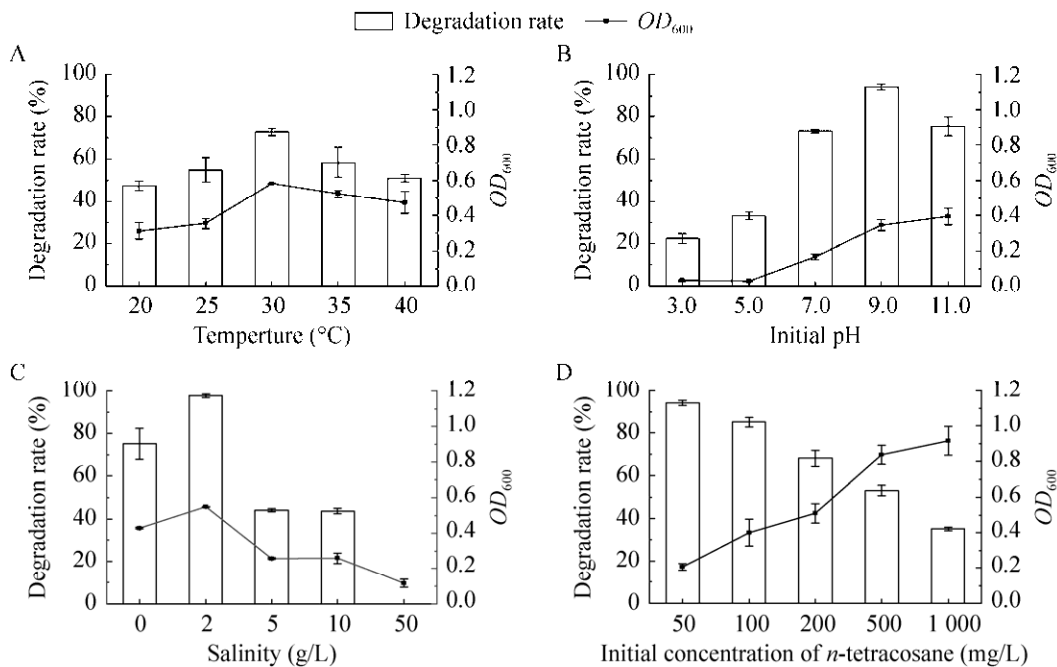 Degradation rate OD600
A
Degradation rate (%)
100
80
60
40
20
0
1.2
1.0
0.8
0.6
0.4
0.2
0.0
OD600
20 25 30 35 40
Temperture (°C)
B
Degradation rate (%)
100
80
60
40
20
0
1.2
1.0
0.8
0.6
0.4
0.2
0.0
OD600
3.0 5.0 7.0 9.0 11.0
Initial pH
C
Degradation rate (%)
100
80
60
40
20
0
1.2
1.0
0.8
0.6
0.4
0.2
0.0
OD600
0 2 5 10 50
Salinity (g/L)
D
Degradation rate (%)
100
80
60
40
20
0
1.2
1.0
0.8
0.6
0.4
0.2
0.0
OD600
50 100 200 500 1 000
Initial concentration of n-tetracosane (mg/L)